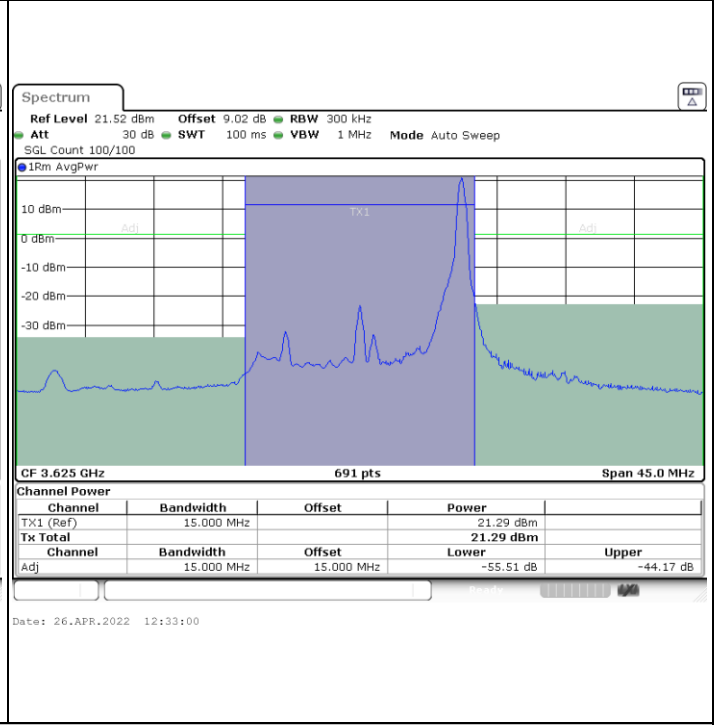 Spectrum
Ref Level 21.52 dBm Offset 9.02 dB RBW 300 kHz
Att 30 dB SWT 100 ms VBW 1 MHz Mode Auto Sweep
SGL Count 100/100
1Rm AvgPwr
TX1
10 dBm
Adj Adj
0 dBm
-10 dBm
-20 dBm
-30 dBm
CF 3.625 GHz 691 pts Span 45.0 MHz
Channel Power
Channel Bandwidth Offset Power
TX1 (Ref) 15.000 MHz 21.29 dBm
Tx Total 21.29 dBm
Channel Bandwidth Offset Lower Upper
Adj 15.000 MHz 15.000 MHz -55.51 dB -44.17 dB
Ready
Date: 26.APR.2022 12:33:00